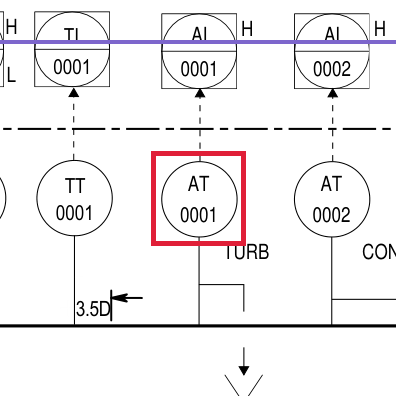 H
TI
0001
L
AI
0001
H
AI
0002
H
TT
0001
AT
0001
AT
0002
TURB
CON
3.5D